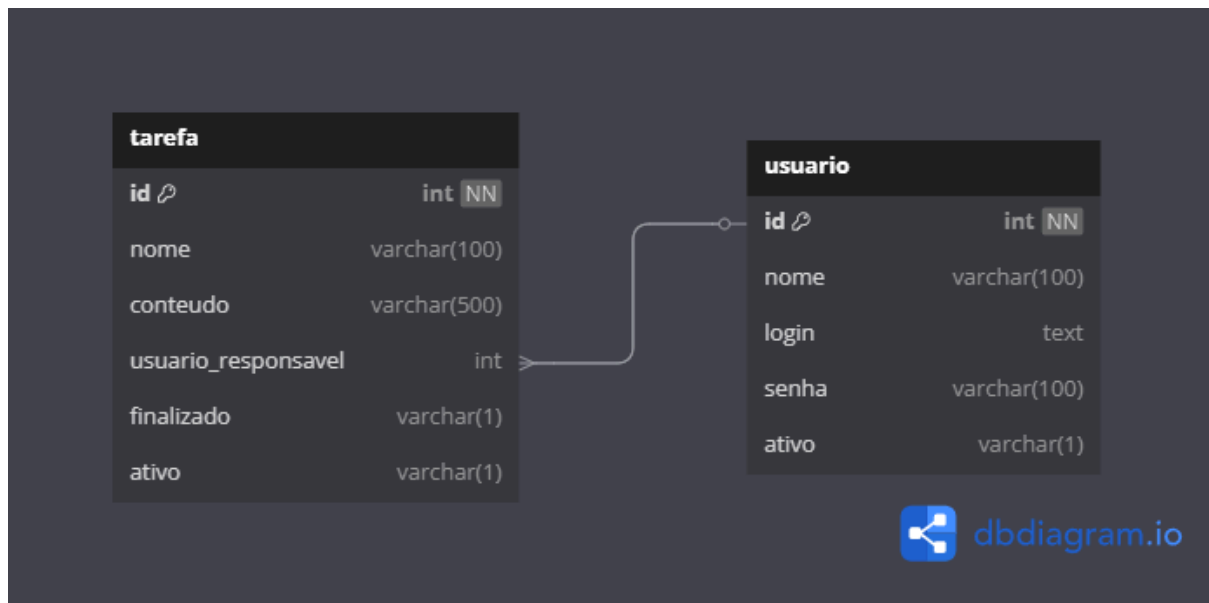 tarefa
id int NN
nome varchar(100)
conteudo varchar(500)
usuario_responsavel int
finalizado varchar(1)
ativo varchar(1)
usuario
id int NN
nome varchar(100)
login text
senha varchar(100)
ativo varchar(1)
dbdiagram.io